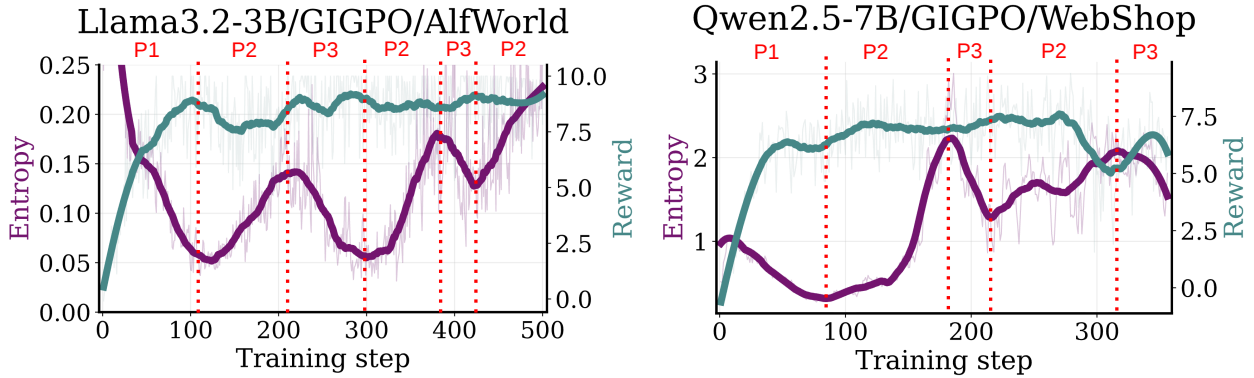 Llama3.2-3B/GIGPO/AlfWorld
P1 P2 P3 P2 P3 P2
0.25
0.20
0.15
0.10
0.05
0.00
Entropy
10.0
7.5
5.0
2.5
0.0
Reward
0 100 200 300 400 500
Training step
Qwen2.5-7B/GIGPO/WebShop
P1 P2 P3 P2 P3
3
2
1
Entropy
7.5
5.0
2.5
0.0
Reward
0 100 200 300
Training step